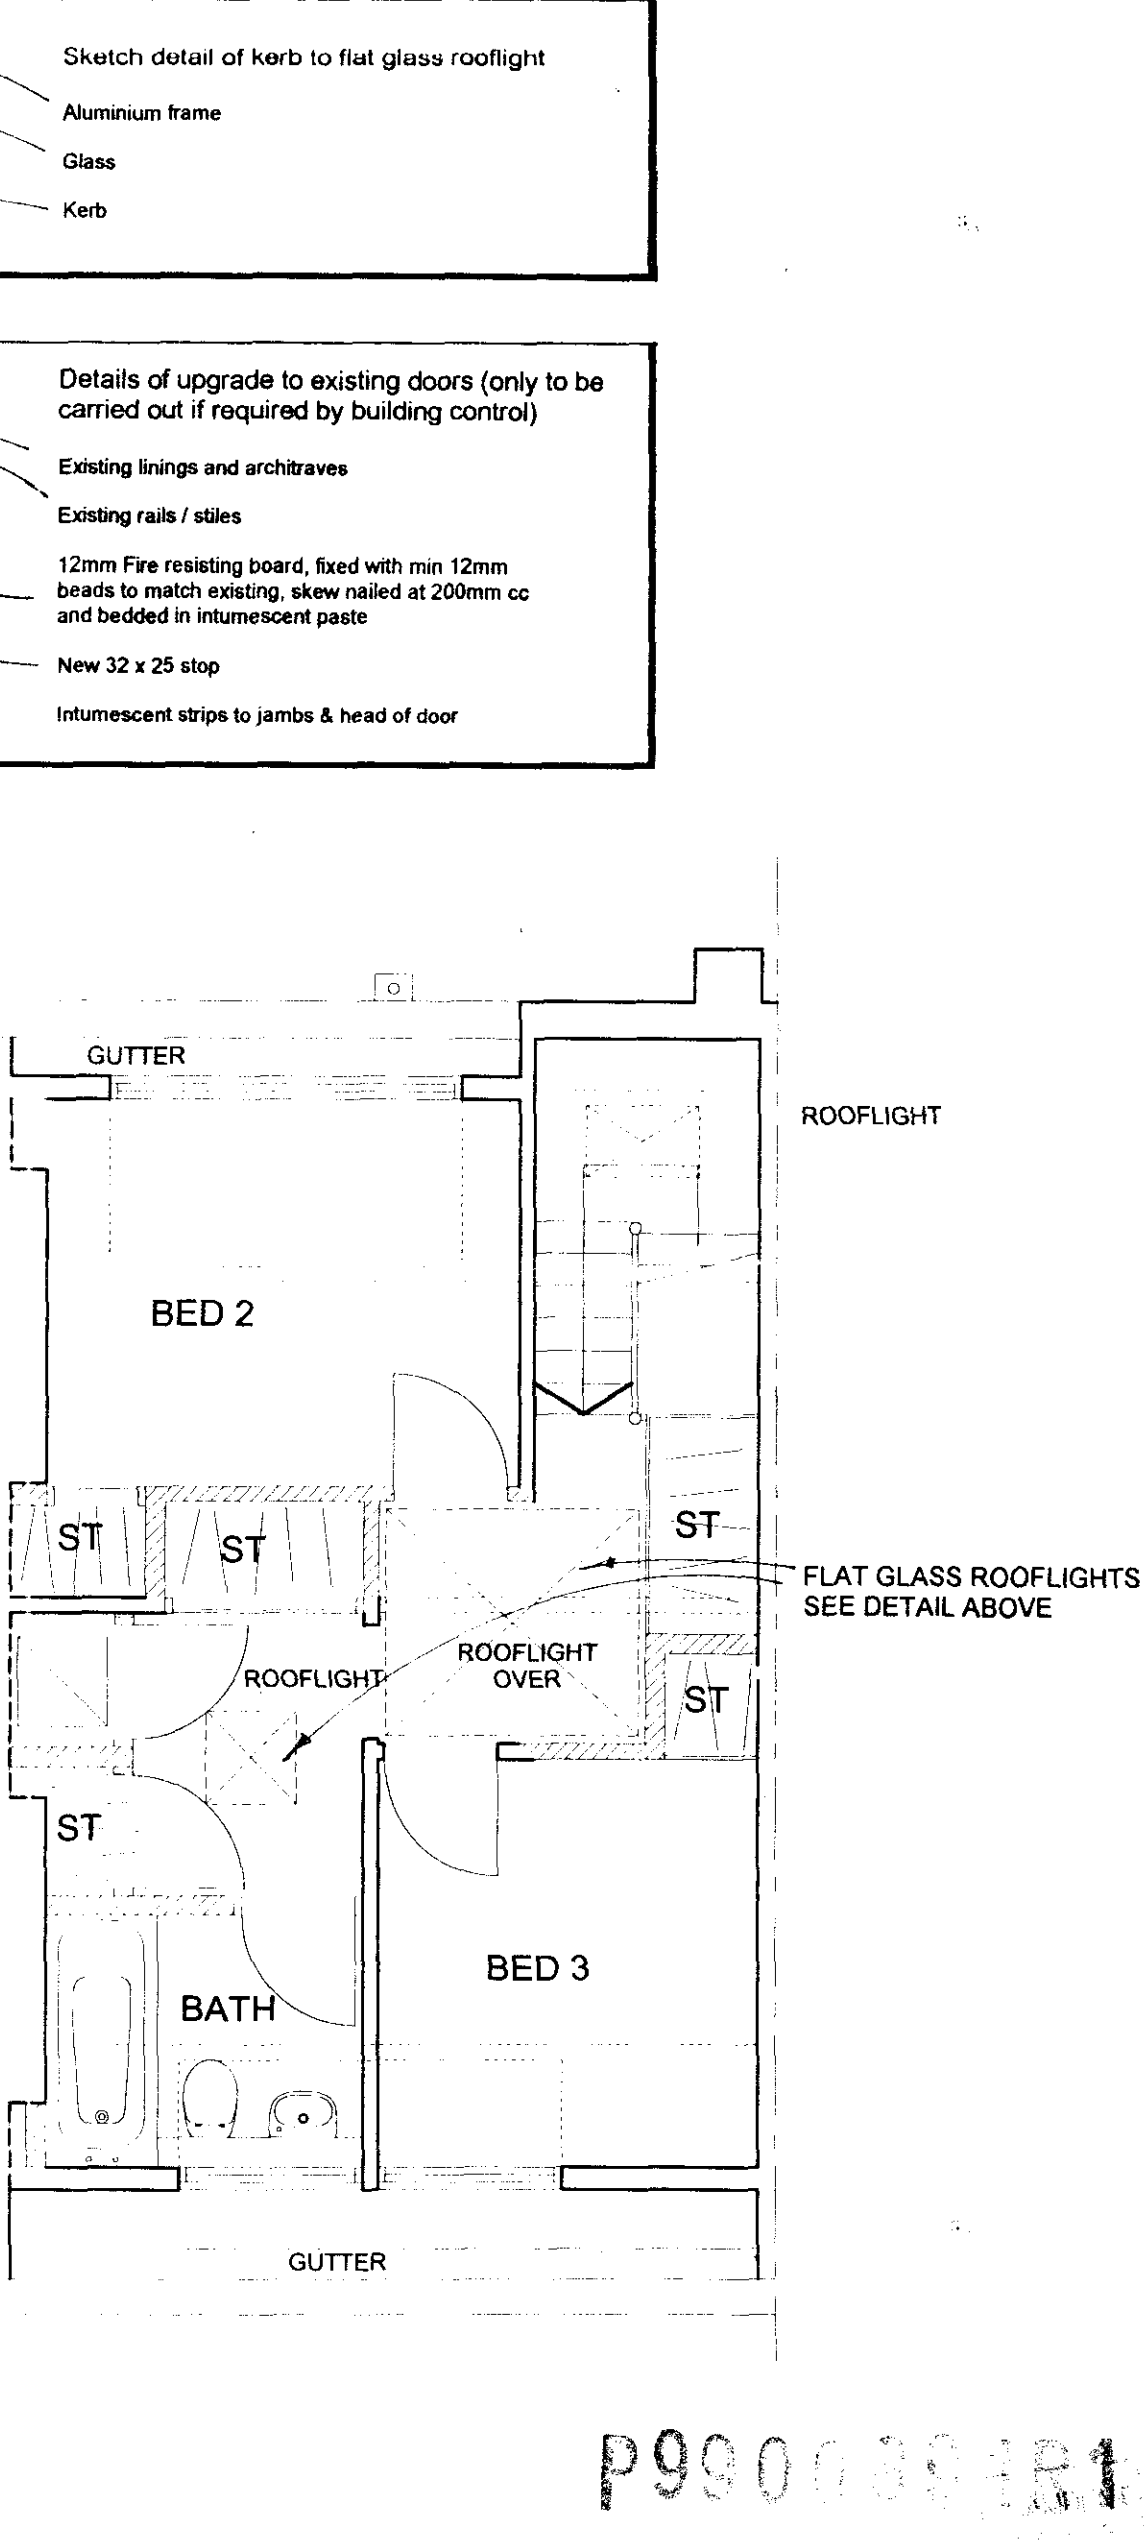 Sketch detail of kerb to flat glass rooflight
Aluminium frame
Glass
Kerb
Details of upgrade to existing doors (only to be
carried out if required by building control)
Existing linings and architraves
Existing rails / stiles
12mm Fire resisting board, fixed with min 12mm
beads to match existing, skew nailed at 200mm cc
and bedded in intumescent paste
New 32 x 25 stop
Intumescent strips to jambs & head of door
GUTTER
ROOFLIGHT
BED 2
ST
ST
ST
FLAT GLASS ROOFLIGHTS
SEE DETAIL ABOVE
ROOFLIGHT
OVER
ROOFLIGHT
ST
ST
BED 3
BATH
GUTTER